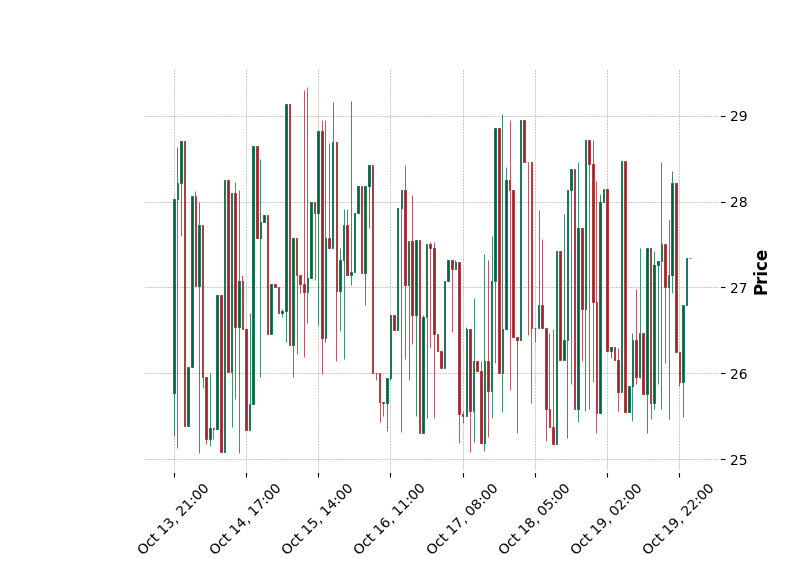 29
28
27
26
25
Price
Oct 13, 21:00
Oct 14, 17:00
Oct 15, 14:00
Oct 16, 11:00
Oct 17, 08:00
Oct 18, 05:00
Oct 19, 02:00
Oct 19, 22:00